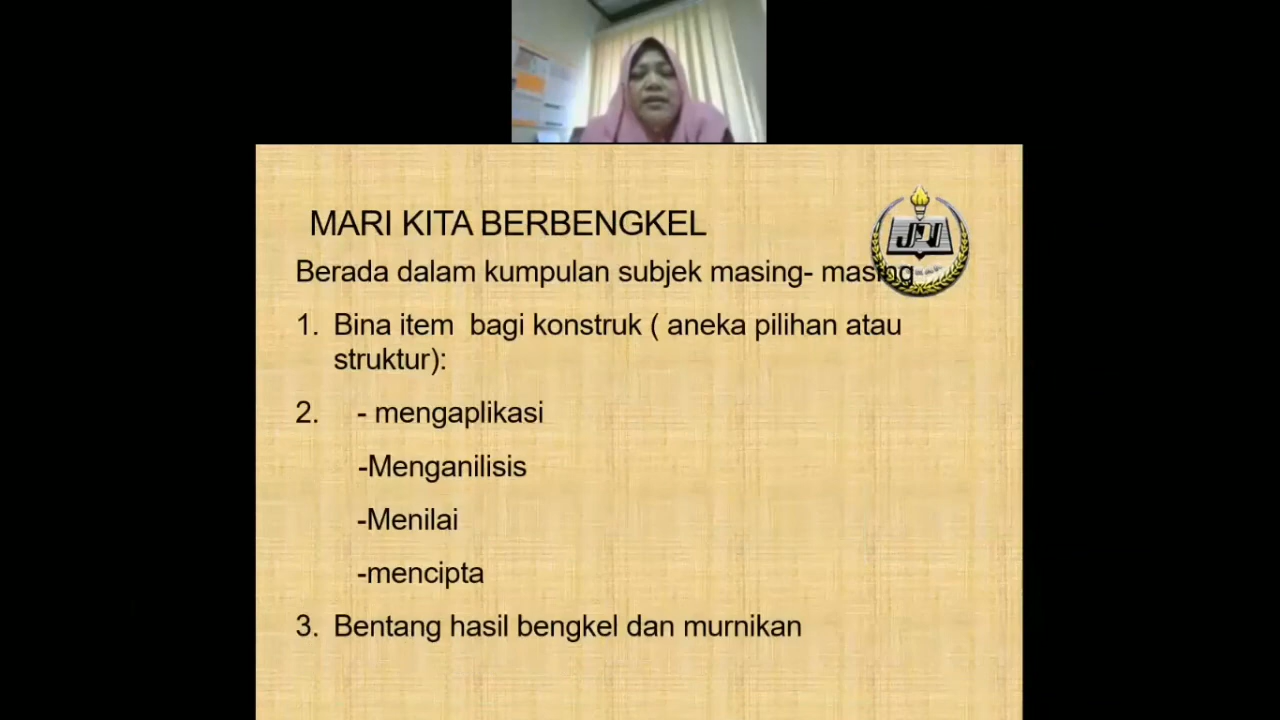 MARI KITA BERBENGKEL
Berada dalam kumpulan subjek masing- masing
1. Bina item bagi konstruk ( aneka pilihan atau
struktur):
2. - mengaplikasi
-Menganilisis
-Menilai
-mencipta
3. Bentang hasil bengkel dan murnikan